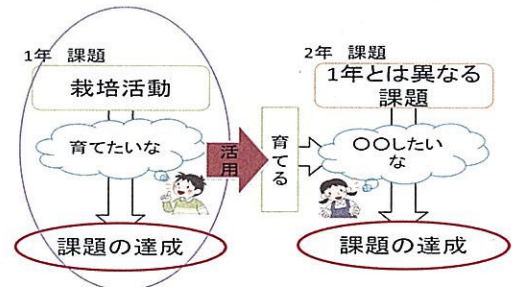 1年 課題
栽培活動
育てたいな
課題の達成
活用
育てる
2年 課題
1年とは異なる
課題
〇〇したい
な
課題の達成